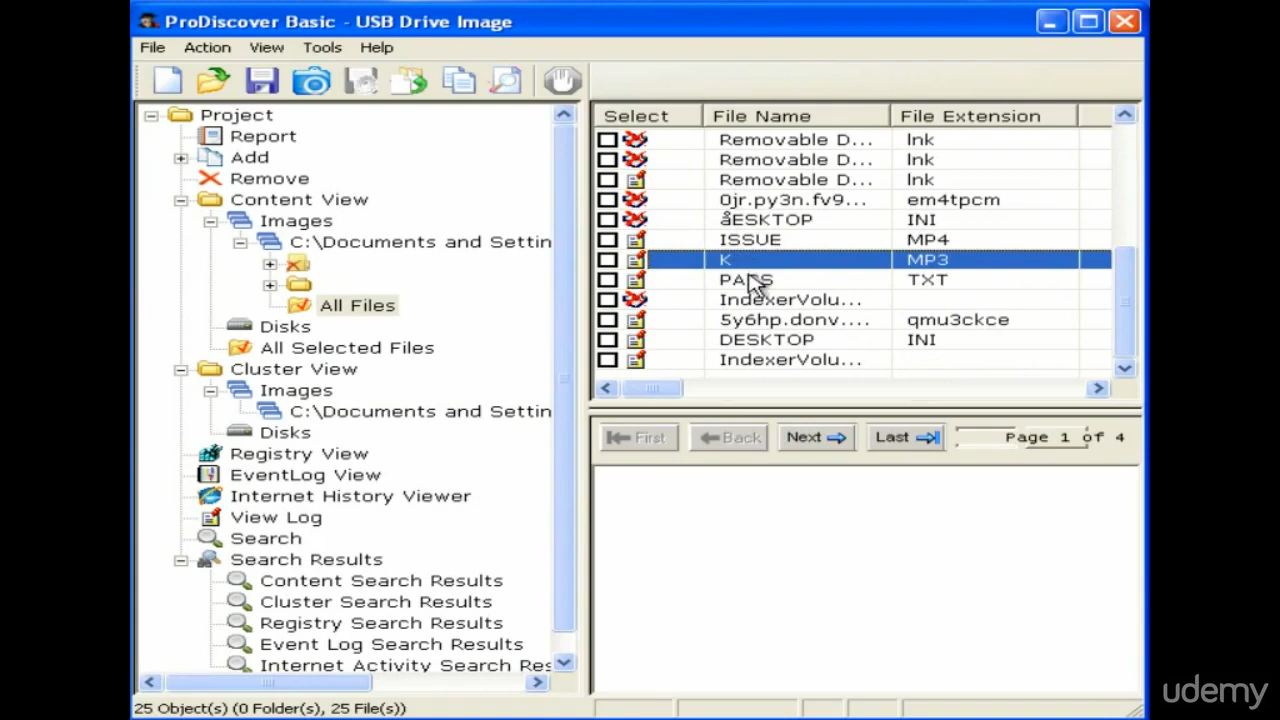 ProDiscover Basic - USB Drive Image
File Action View Tools Help
Project
Report
Add
Remove
Content View
Images
C:\Documents and Settin
All Files
Disks
All Selected Files
Cluster View
Images
C:\Documents and Settin
Disks
Registry View
EventLog View
Internet History Viewer
View Log
Search
Search Results
Content Search Results
Cluster Search Results
Registry Search Results
Event Log Search Results
Internet Activity Search Res
Select File Name File Extension
Removable D... lnk
Removable D... lnk
Removable D... lnk
0jr.py3n.fv9... em4tpcm
åESKTOP INI
ISSUE MP4
K MP3
TXT
IndexerVolu...
5y6hp.donv.... qmu3ckce
DESKTOP INI
IndexerVolu...
First Back Next Last Page 1 of 4
25 Object(s) (0 Folder(s), 25 File(s))
udemy